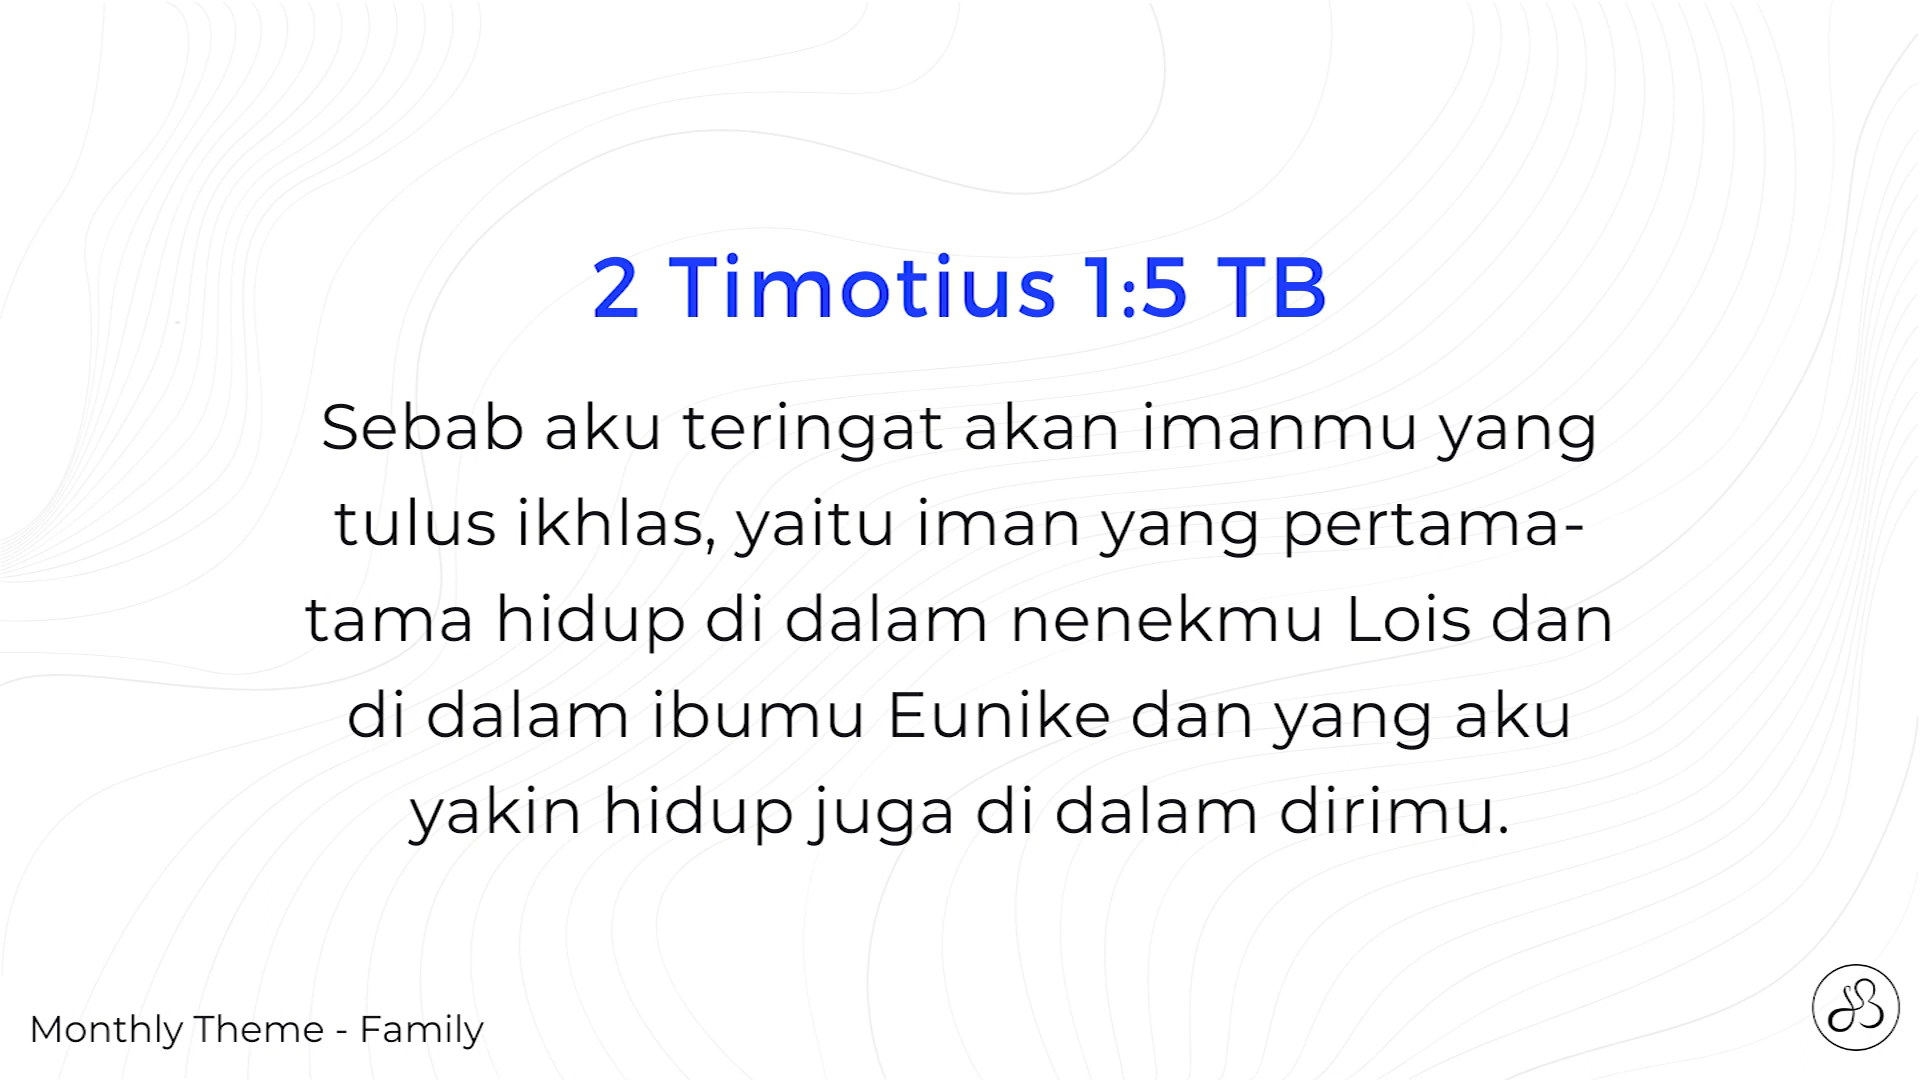 2 Timotius 1:5 TB
Sebab aku teringat akan imanmu yang
tulus ikhlas, yaitu iman yang pertama-
tama hidup di dalam nenekmu Lois dan
di dalam ibumu Eunike dan yang aku
yakin hidup juga di dalam dirimu.
Monthly Theme - Family